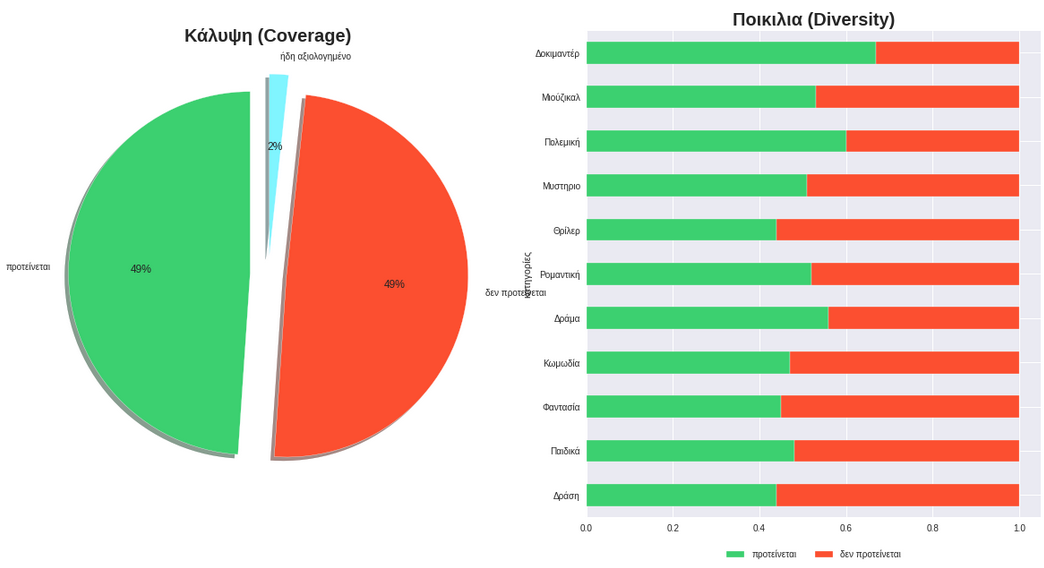 Κάλυψη (Coverage)
ήδη αξιολογημένο
2%
προτείνεται
49%
49%
δεν προτείνεται
Ποικιλια (Diversity)
κατηγορίες
Δοκιμαντέρ
Μιούζικαλ
Πολεμική
Μυστηριο
Θρίλερ
Ρομαντική
Δράμα
Κωμωδία
Φαντασία
Παιδικά
Δράση
0.0 0.2 0.4 0.6 0.8 1.0
προτείνεται δεν προτείνεται